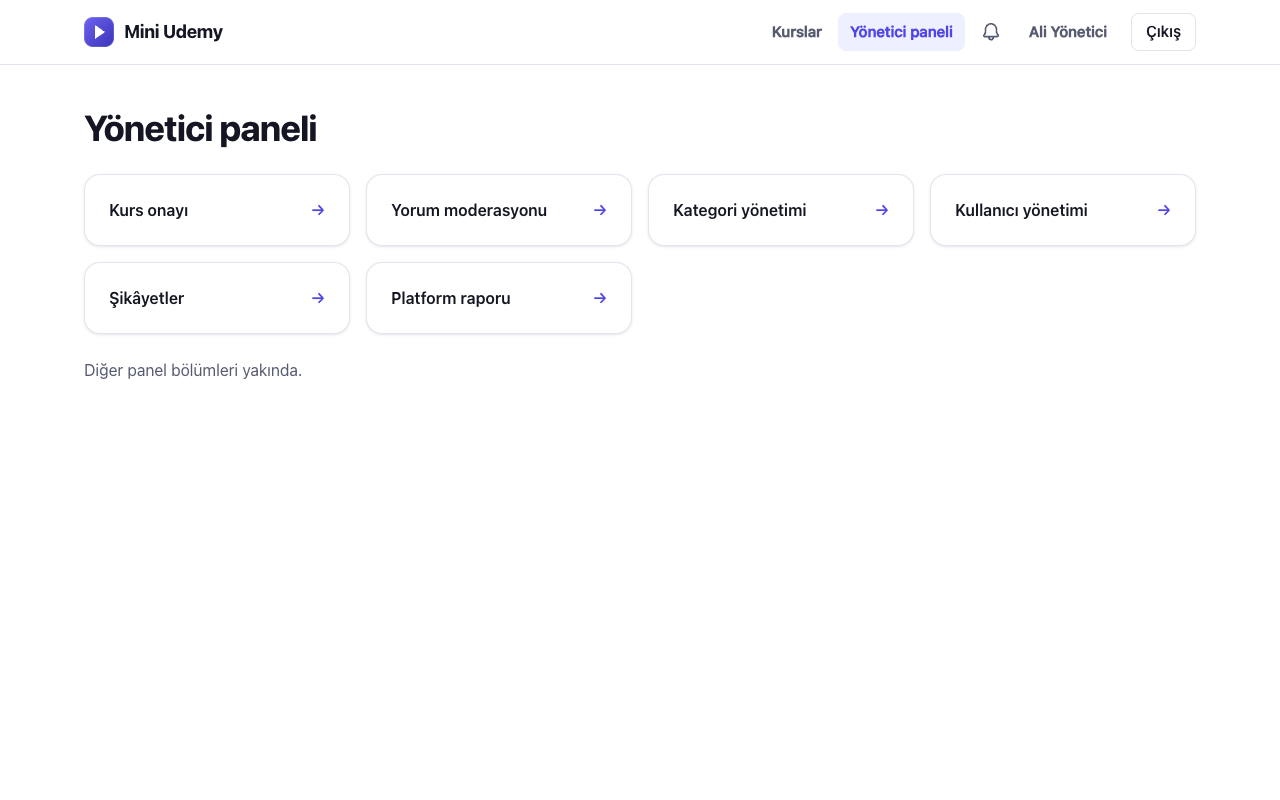 Mini Udemy
Kurslar
Yönetici paneli
Ali Yönetici
Çıkış
Yönetici paneli
Kurs onayı
Yorum moderasyonu
Kategori yönetimi
Kullanıcı yönetimi
Şikâyetler
Platform raporu
Diğer panel bölümleri yakında.